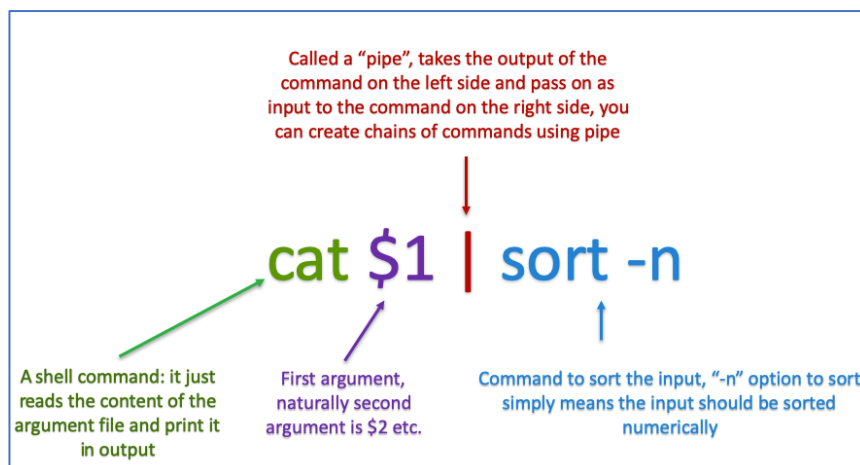 Called a “pipe”, takes the output of the
command on the left side and pass on as
input to the command on the right side, you
can create chains of commands using pipe
cat $1 | sort -n
A shell command: it just
reads the content of the
argument file and print it
in output
First argument,
naturally second
argument is $2 etc.
Command to sort the input, “-n” option to sort
simply means the input should be sorted
numerically